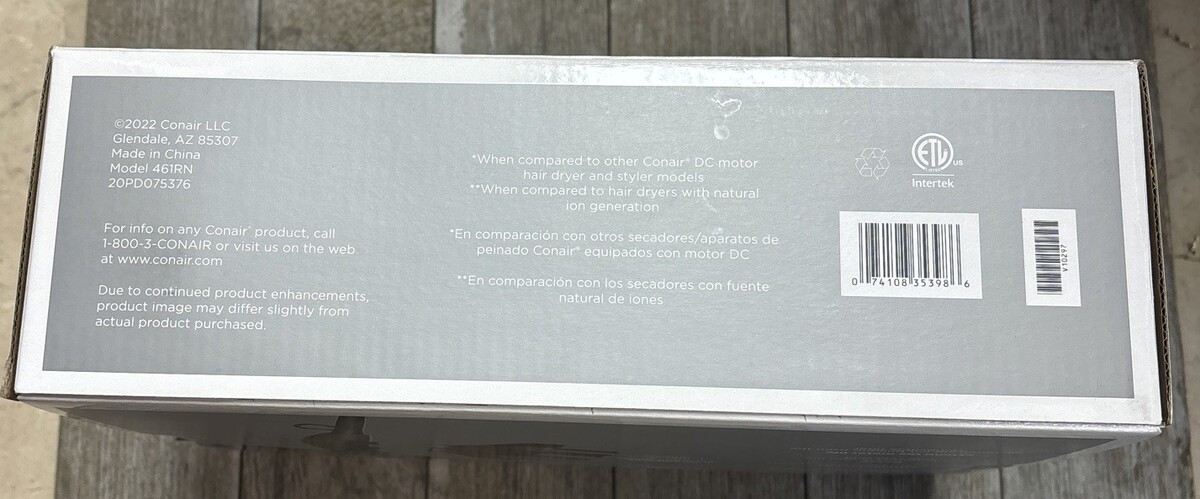 ©2022 Conair LLC
Glendale, AZ 85307
Made in China
Model 461RN
20PD075376
For info on any Conair® product, call
1-800-3-CONAIR or visit us on the web
at www.conair.com
Due to continued product enhancements,
product image may differ slightly from
actual product purchased.
*When compared to other Conair® DC motor
hair dryer and styler models
**When compared to hair dryers with natural
ion generation
*En comparación con otros secadores/aparatos de
peinado Conair® equipados con motor DC
**En comparación con los secadores con fuente
natural de iones
ETL US
LISTED
Intertek
0 74108 35398 6
V10297